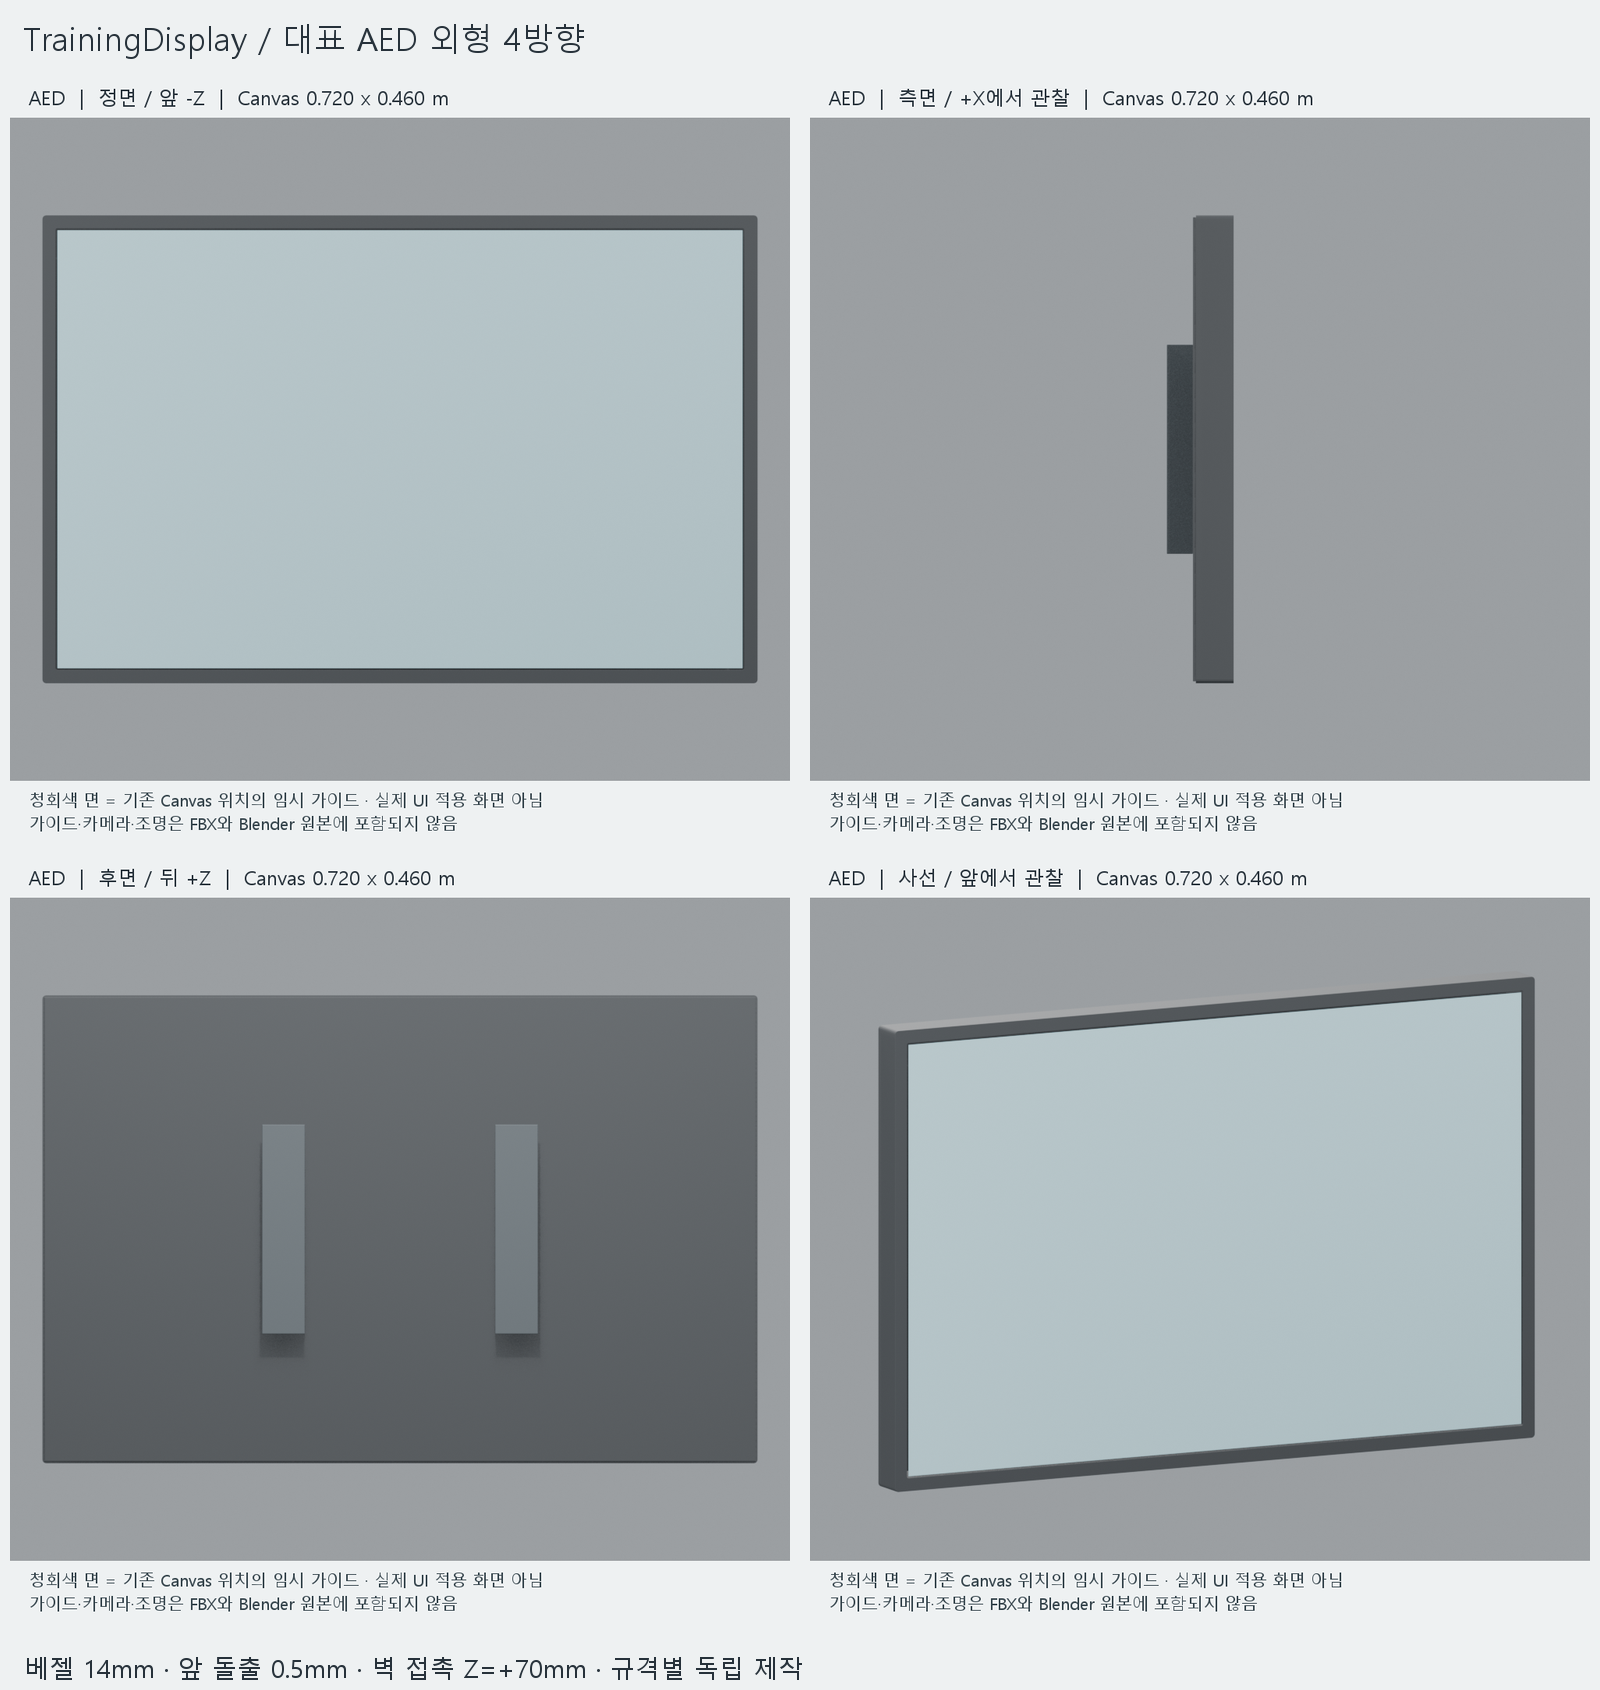 TrainingDisplay / 대표 AED 외형 4방향
AED | 정면 / 앞 -Z | Canvas 0.720 x 0.460 m
AED | 측면 / +X에서 관찰 | Canvas 0.720 x 0.460 m
청회색 면 = 기존 Canvas 위치의 임시 가이드 · 실제 UI 적용 화면 아님
가이드·카메라·조명은 FBX와 Blender 원본에 포함되지 않음
청회색 면 = 기존 Canvas 위치의 임시 가이드 · 실제 UI 적용 화면 아님
가이드·카메라·조명은 FBX와 Blender 원본에 포함되지 않음
AED | 후면 / 뒤 +Z | Canvas 0.720 x 0.460 m
AED | 사선 / 앞에서 관찰 | Canvas 0.720 x 0.460 m
청회색 면 = 기존 Canvas 위치의 임시 가이드 · 실제 UI 적용 화면 아님
가이드·카메라·조명은 FBX와 Blender 원본에 포함되지 않음
청회색 면 = 기존 Canvas 위치의 임시 가이드 · 실제 UI 적용 화면 아님
가이드·카메라·조명은 FBX와 Blender 원본에 포함되지 않음
베젤 14mm · 앞 돌출 0.5mm · 벽 접촉 Z=+70mm · 규격별 독립 제작